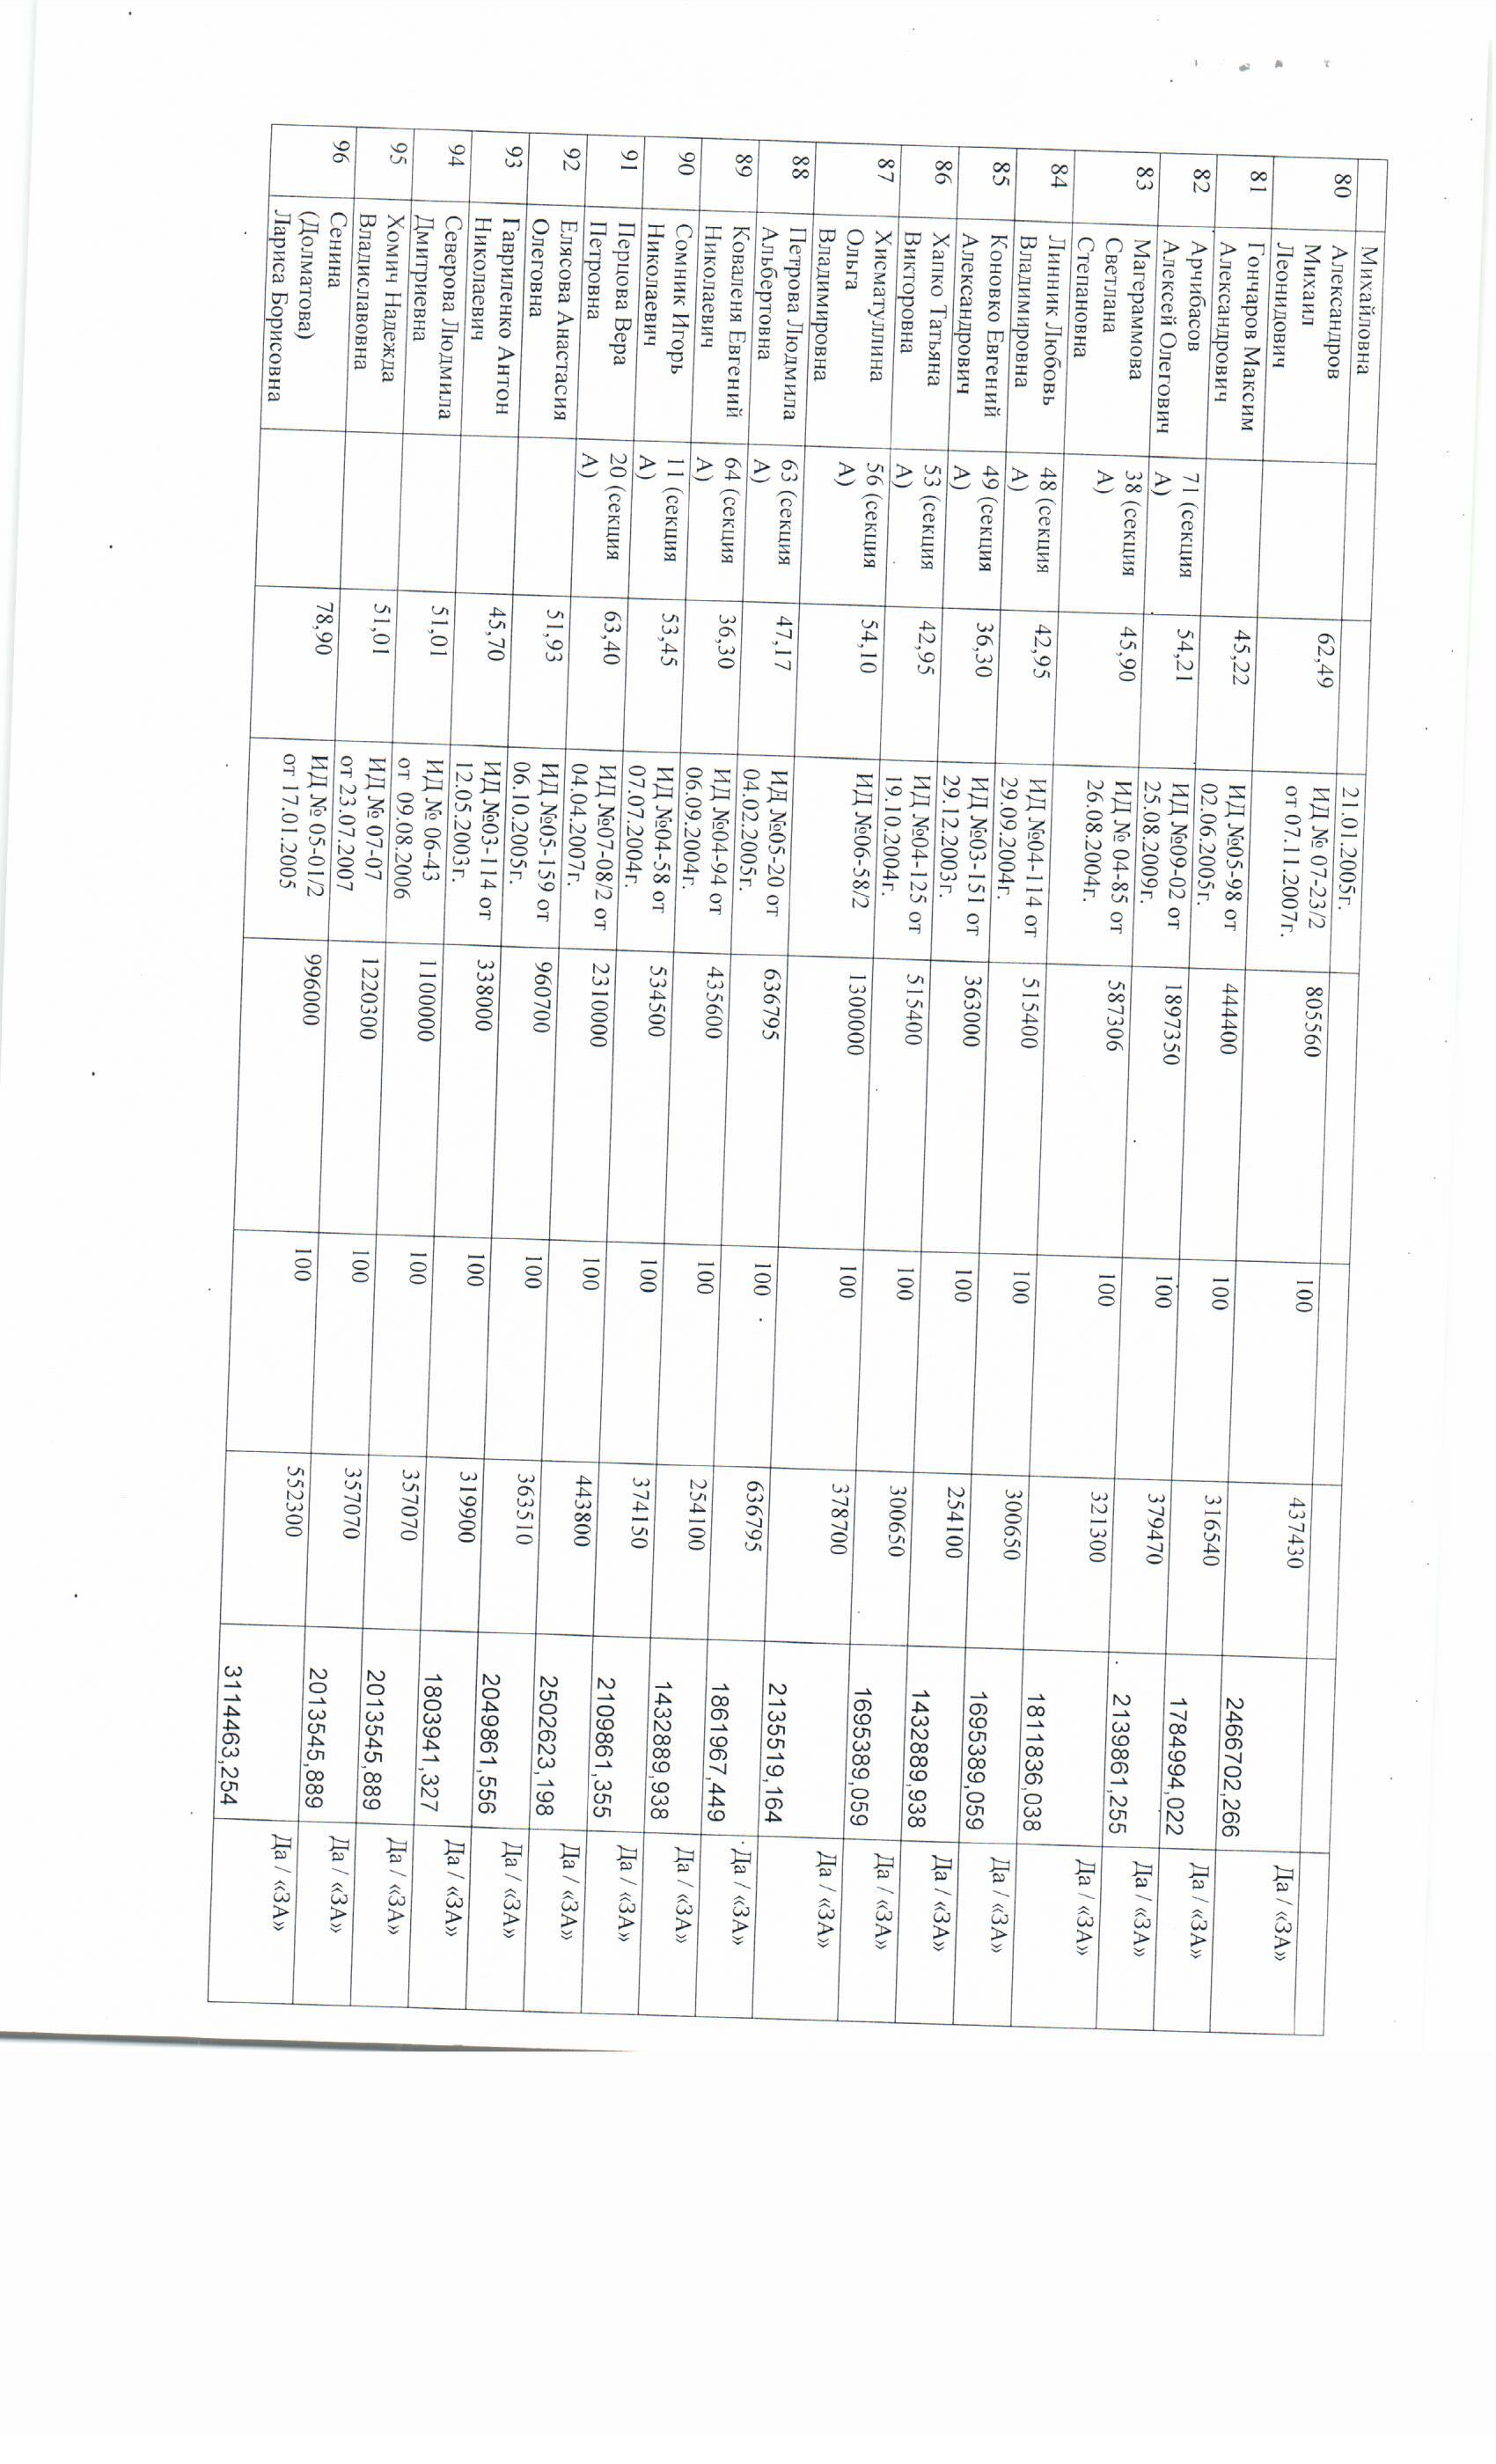 Михайловна 21.01.2005г.
80 Александров 62,49 ИД № 07-23/2 805560 100 437430 2466702,266 Да / «ЗА»
Михаил от 07.11.2007г.
Леонидович
81 Гончаров Максим 45,22 ИД №05-98 от 444400 100 316540 1784994,022 Да / «ЗА»
Александрович 02.06.2005г.
82 Арчибасов 71 (секция 54,21 ИД №09-02 от 1897350 100 379470 2139861,255 Да / «ЗА»
Алексей Олегович А) 25.08.2009г.
83 Магераммова 38 (секция 45,90 ИД № 04-85 от 587306 100 321300 1811836,038 Да / «ЗА»
Светлана А) 26.08.2004г.
Степановна
84 Линник Любовь 48 (секция 42,95 ИД №04-114 от 515400 100 300650 1695389,059 Да / «ЗА»
Владимировна А) 29.09.2004г.
85 Коновко Евгений 49 (секция 36,30 ИД №03-151 от 363000 100 254100 1432889,938 Да / «ЗА»
Александрович А) 29.12.2003г.
86 Хапко Татьяна 53 (секция 42,95 ИД №04-125 от 515400 100 300650 1695389,059 Да / «ЗА»
Викторовна А) 19.10.2004г.
87 Хисматуллина 56 (секция 54,10 ИД №06-58/2 1300000 100 378700 2135519,164 Да / «ЗА»
Ольга А)
Владимировна
88 Петрова Людмила 63 (секция 47,17 ИД №05-20 от 636795 100 636795 1861967,449 Да / «ЗА»
Альбертовна А) 04.02.2005г.
89 Коваленя Евгений 64 (секция 36,30 ИД №04-94 от 435600 100 254100 1432889,938 Да / «ЗА»
Николаевич А) 06.09.2004г.
90 Сомник Игорь 11 (секция 53,45 ИД №04-58 от 534500 100 374150 2109861,355 Да / «ЗА»
Николаевич А) 07.07.2004г.
91 Перцова Вера 20 (секция 63,40 ИД №07-08/2 от 2310000 100 443800 2502623,198 Да / «ЗА»
Петровна А) 04.04.2007г.
92 Елясова Анастасия 51,93 ИД №05-159 от 960700 100 363510 2049861,556 Да / «ЗА»
Олеговна 06.10.2005г.
93 Гавриленко Антон 45,70 ИД №03-114 от 338000 100 319900 1803941,327 Да / «ЗА»
Николаевич 12.05.2003г.
94 Северова Людмила 51,01 ИД № 06-43 1100000 100 357070 2013545,889 Да / «ЗА»
Дмитриевна от 09.08.2006
95 Хомич Надежда 51,01 ИД № 07-07 1220300 100 357070 2013545,889 Да / «ЗА»
Владиславовна от 23.07.2007
96 Сенина 78,90 ИД № 05-01/2 996000 100 552300 3114463,254 Да / «ЗА»
(Долматова) от 17.01.2005
Лариса Борисовна